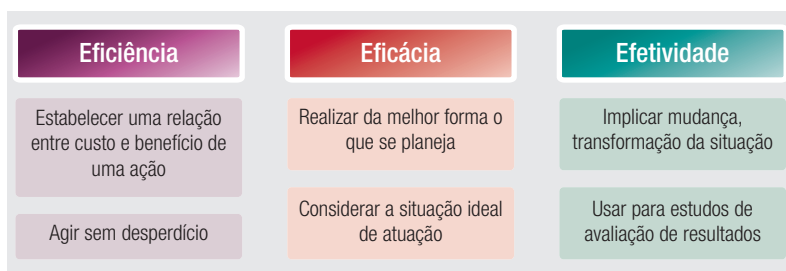 Eficiência
Estabelecer uma relação
entre custo e benefício de
uma ação
Agir sem desperdício
Eficácia
Realizar da melhor forma o
que se planeja
Considerar a situação ideal
de atuação
Efetividade
Implicar mudança,
transformação da situação
Usar para estudos de
avaliação de resultados